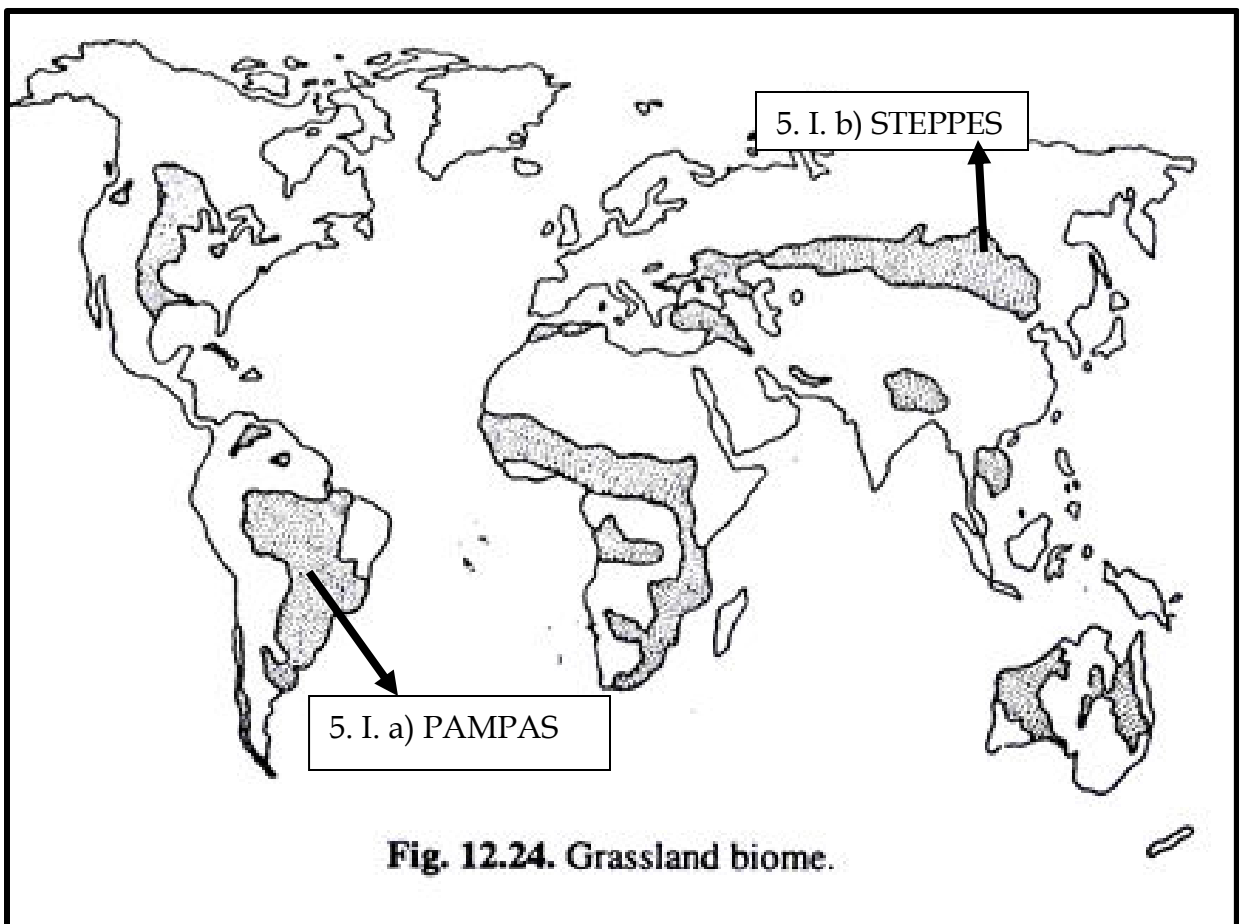 5. I. b) STEPPES
5. I. a) PAMPAS
Fig. 12.24. Grassland biome.